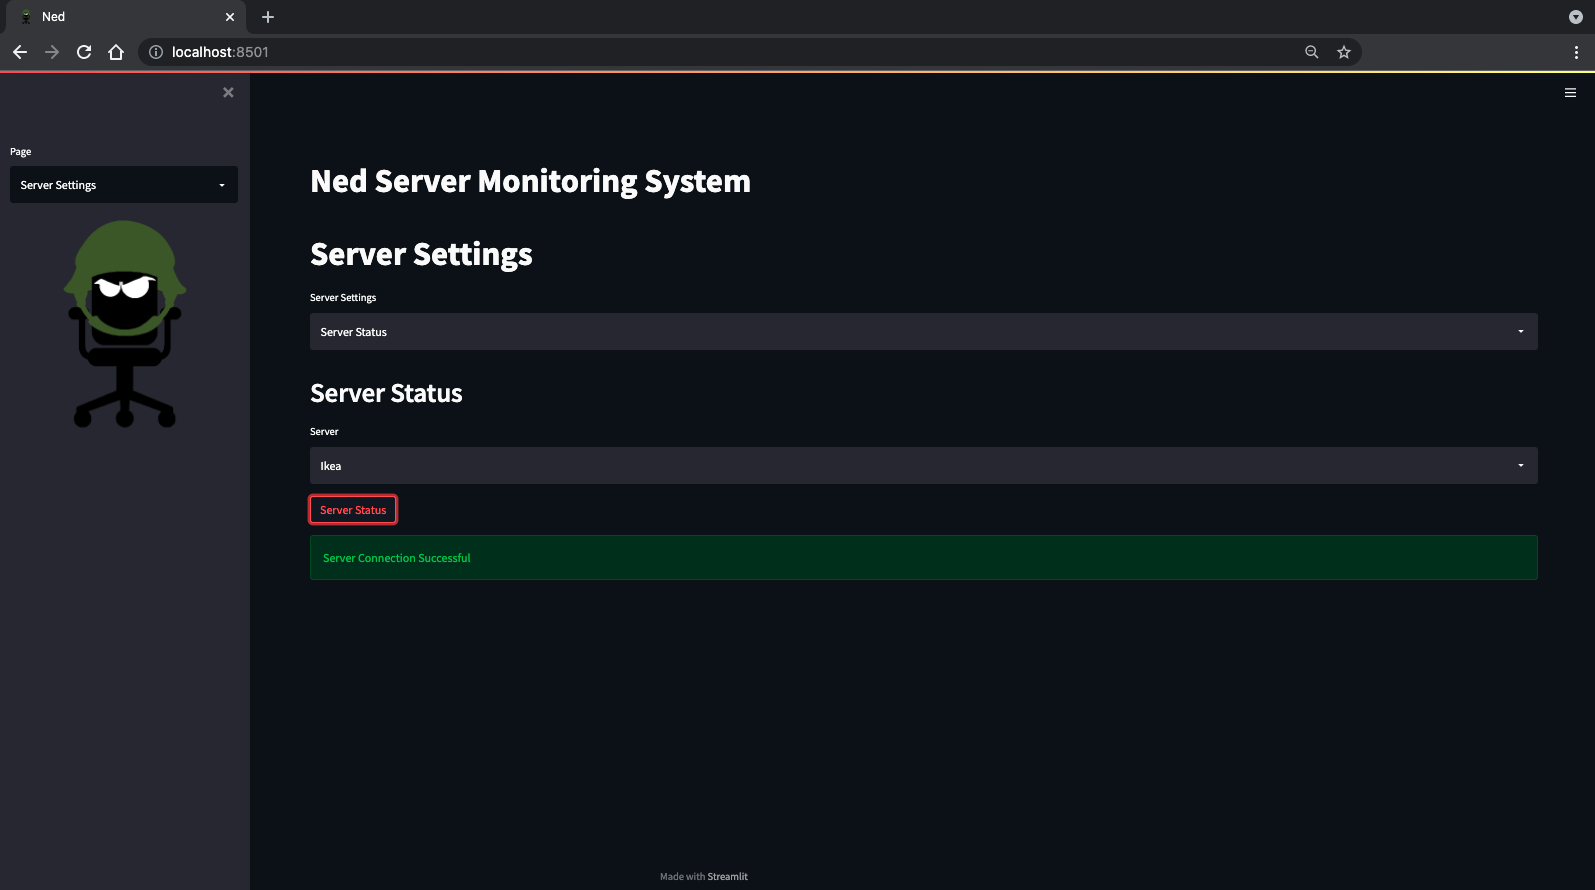 Ned
localhost:8501
Page
Server Settings
Ned Server Monitoring System
Server Settings
Server Settings
Server Status
Server Status
Server
Ikea
Server Status
Server Connection Successful
Made with Streamlit